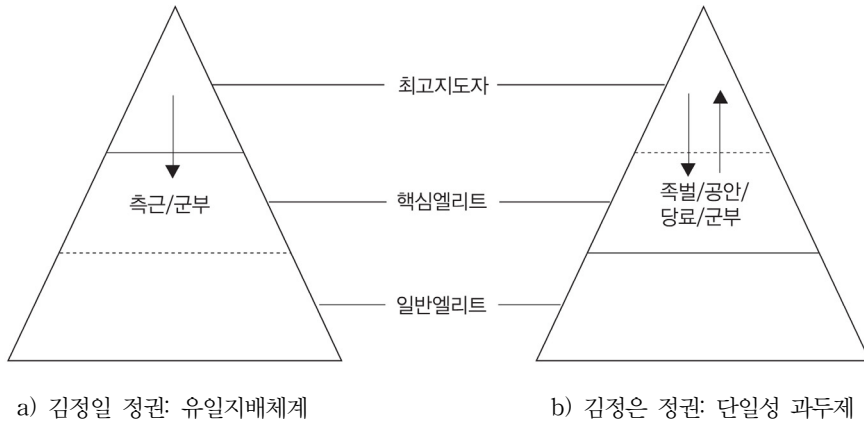 최고지도자
측근/군부
핵심엘리트
족벌/공안/
당료/군부
일반엘리트
a) 김정일 정권: 유일지배체계
b) 김정은 정권: 단일성 과두제